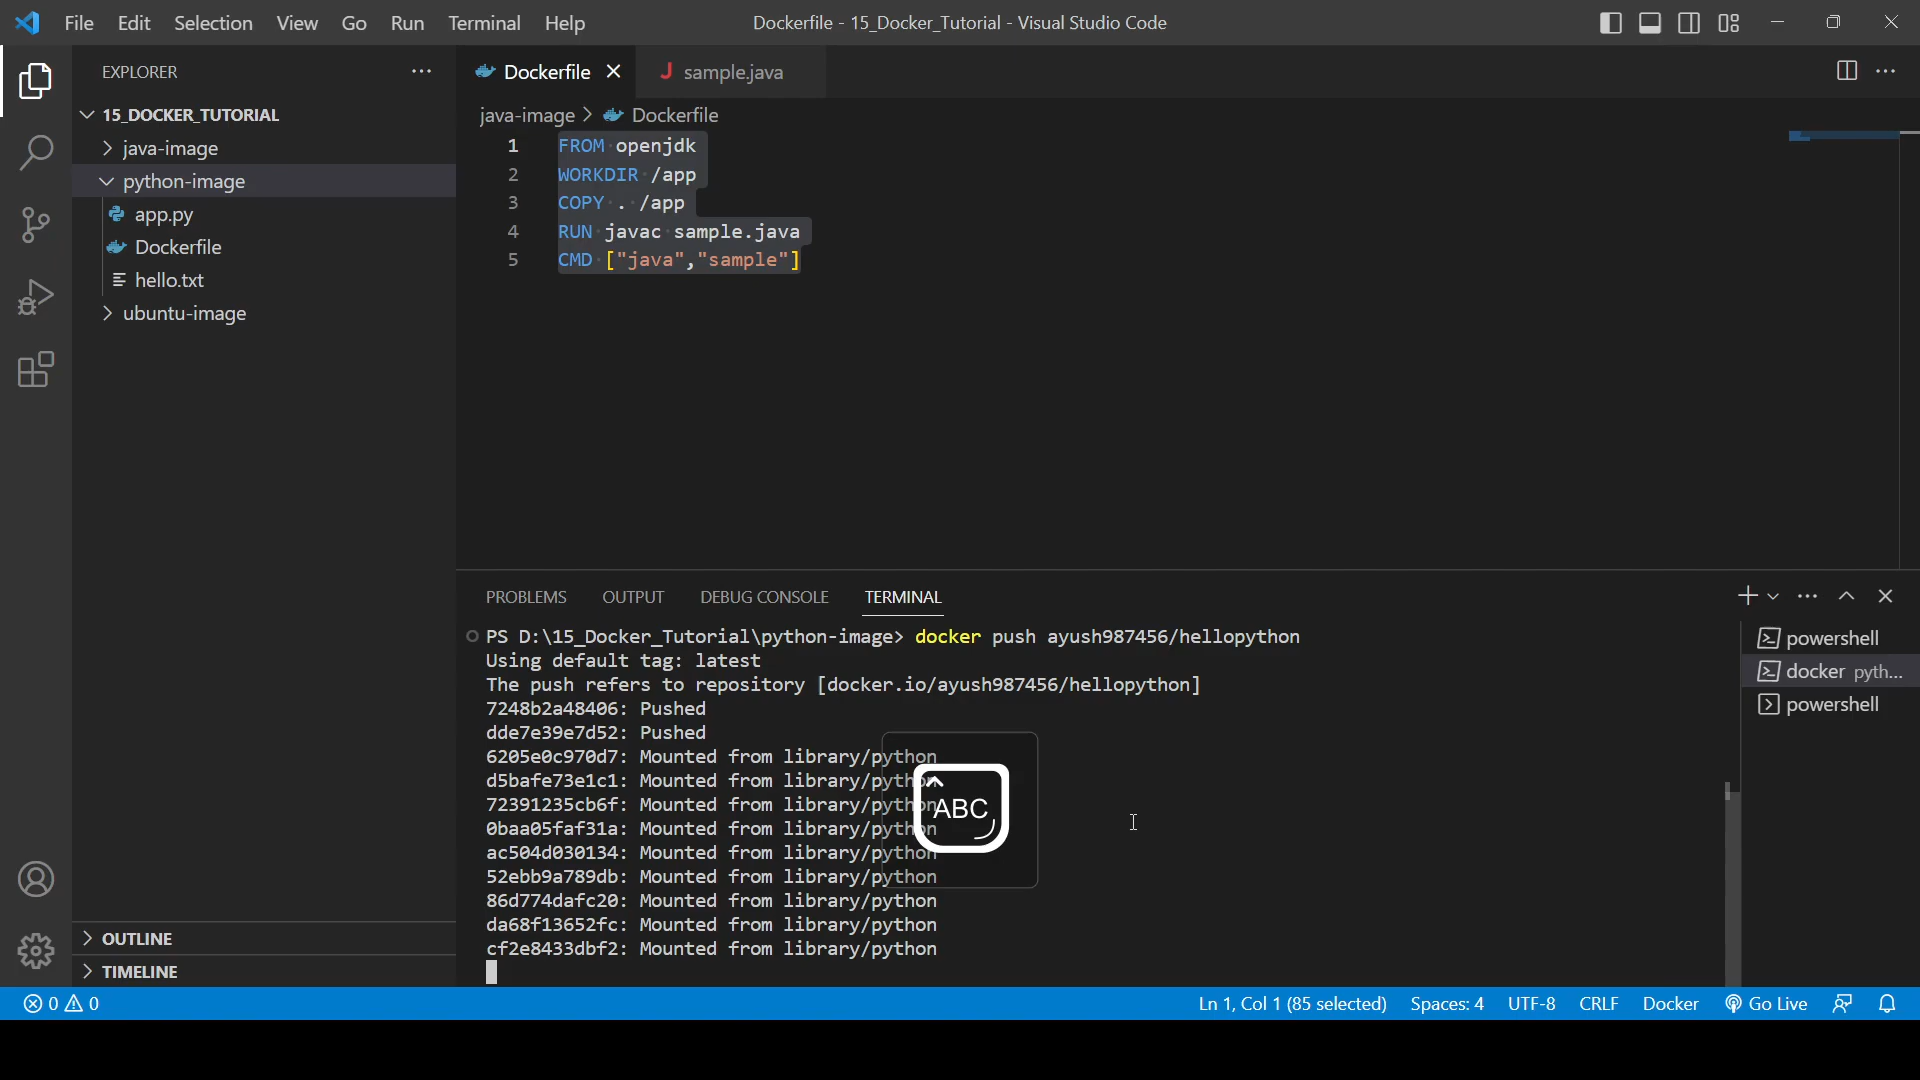 File Edit Selection View Go Run Terminal Help
Dockerfile - 15_Docker_Tutorial - Visual Studio Code
EXPLORER
15_DOCKER_TUTORIAL
java-image
python-image
app.py
Dockerfile
hello.txt
ubuntu-image
OUTLINE
TIMELINE
Dockerfile
sample.java
java-image > Dockerfile
1 FROM openjdk
2 WORKDIR /app
3 COPY . /app
4 RUN javac sample.java
5 CMD ["java","sample"]
PROBLEMS OUTPUT DEBUG CONSOLE TERMINAL
PS D:\15_Docker_Tutorial\python-image> docker push ayush987456/hellopython
Using default tag: latest
The push refers to repository [docker.io/ayush987456/hellopython]
7248b2a48406: Pushed
dde7e39e7d52: Pushed
6205e0c970d7: Mounted from library/python
d5bafe73e1c1: Mounted from library/python
72391235cb6f: Mounted from library/python
0baa05faf31a: Mounted from library/python
ac504d030134: Mounted from library/python
52ebb9a789db: Mounted from library/python
86d774dafc20: Mounted from library/python
da68f13652fc: Mounted from library/python
cf2e8433dbf2: Mounted from library/python
ABC
powershell
docker pyth...
powershell
0 0
Ln 1, Col 1 (85 selected) Spaces: 4 UTF-8 CRLF Docker Go Live